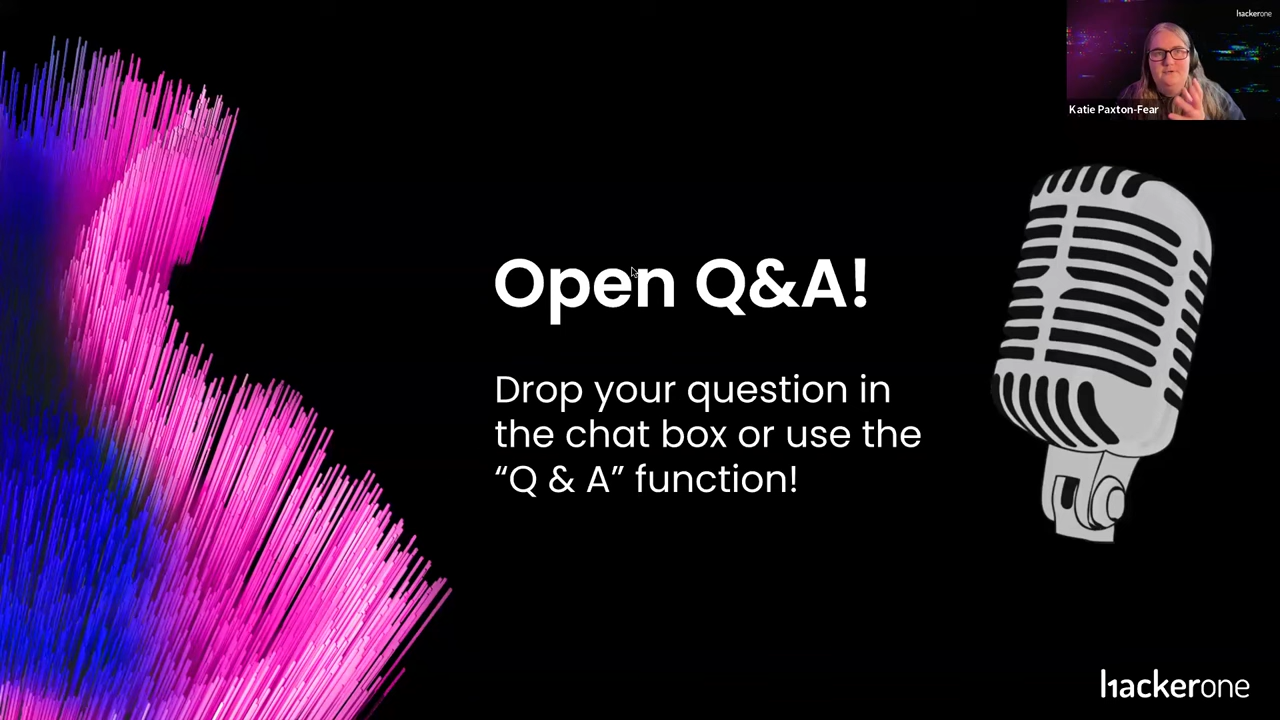 hackerone
Katie Paxton-Fear
Open Q&A!
Drop your question in
the chat box or use the
“Q & A” function!
hackerone